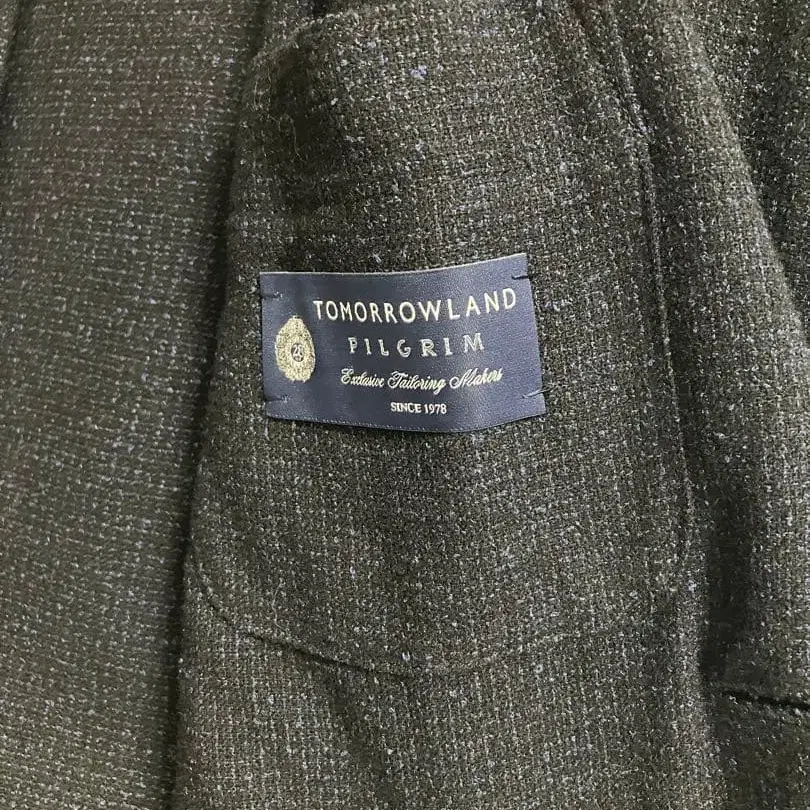 TOMORROWLAND
PILGRIM
Exclusive Tailoring Makers
SINCE 1978